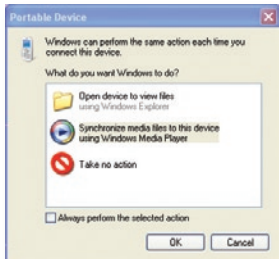 Portable Device
Windows can perform the same action each time you
connect this device.
What do you want Windows to do?
Open device to view files
using Windows Explorer
Synchronize media files to this device
using Windows Media Player
Take no action
Always perform the selected action
OK
Cancel